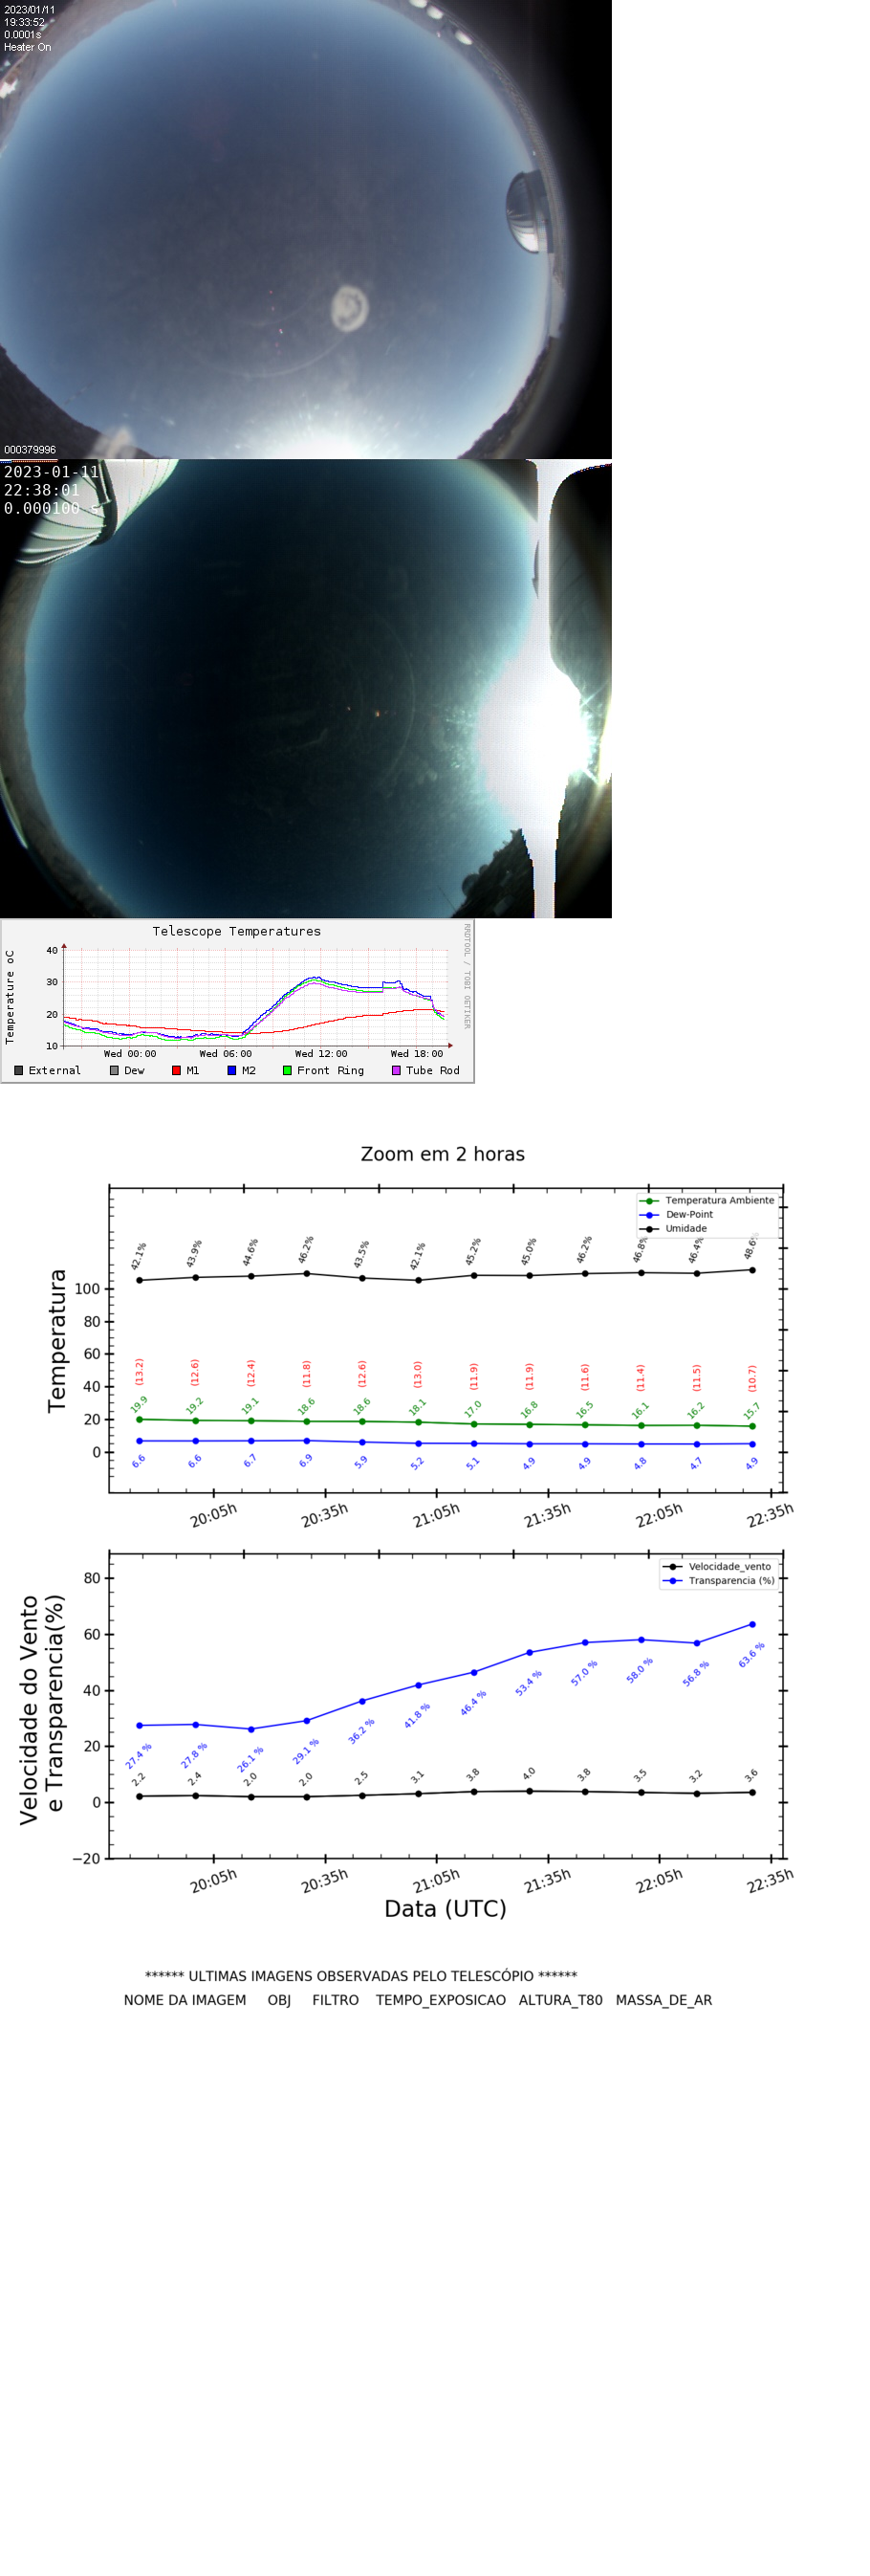 2023/01/11
19:33:52
0.0001s
Heater On
000379996
2023-01-11
22:38:01
0.000100 s
Telescope Temperatures
RRDTOOL / TOBI OETIKER
Temperature oC
40
30
20
10
Wed 00:00 Wed 06:00 Wed 12:00 Wed 18:00
External Dew M1 M2 Front Ring Tube Rod
Zoom em 2 horas
Temperatura Ambiente
Dew-Point
Umidade
42.1% 43.9% 44.6% 46.2% 43.5% 42.1% 45.2% 45.0% 46.2% 46.8% 46.4% 48.6%
Temperatura
100
80
60
40
20
0
(13.2) (12.6) (12.4) (11.8) (12.6) (13.0) (11.9) (11.9) (11.6) (11.4) (11.5) (10.7)
19.9 19.2 19.1 18.6 18.6 18.1 17.0 16.8 16.5 16.1 16.2 15.7
6.6 6.6 6.7 6.9 5.9 5.2 5.1 4.9 4.9 4.8 4.7 4.9
20:05h 20:35h 21:05h 21:35h 22:05h 22:35h
Velocidade_vento
Transparencia (%)
Velocidade do Vento
e Transparencia(%)
80
60
40
20
0
−20
27.4 % 27.8 % 26.1 % 29.1 % 36.2 % 41.8 % 46.4 % 53.4 % 57.0 % 58.0 % 56.8 % 63.6 %
2.2 2.4 2.0 2.0 2.5 3.1 3.8 4.0 3.8 3.5 3.2 3.6
20:05h 20:35h 21:05h 21:35h 22:05h 22:35h
Data (UTC)
****** ULTIMAS IMAGENS OBSERVADAS PELO TELESCÓPIO ******
NOME DA IMAGEM OBJ FILTRO TEMPO_EXPOSICAO ALTURA_T80 MASSA_DE_AR